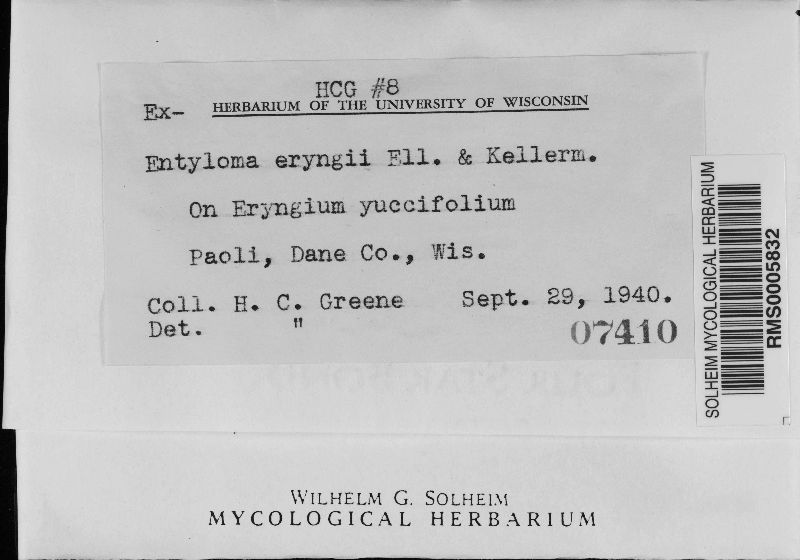 HCG #8
Ex- HERBARIUM OF THE UNIVERSITY OF WISCONSIN
Entyloma eryngii Ell. & Kellerm.
On Eryngium yuccifolium
Paoli, Dane Co., Wis.
Coll. H. C. Greene Sept. 29, 1940.
Det. "
07410
SOLHEIM MYCOLOGICAL HERBARIUM
RMS0005832
WILHELM G. SOLHEIM
MYCOLOGICAL HERBARIUM